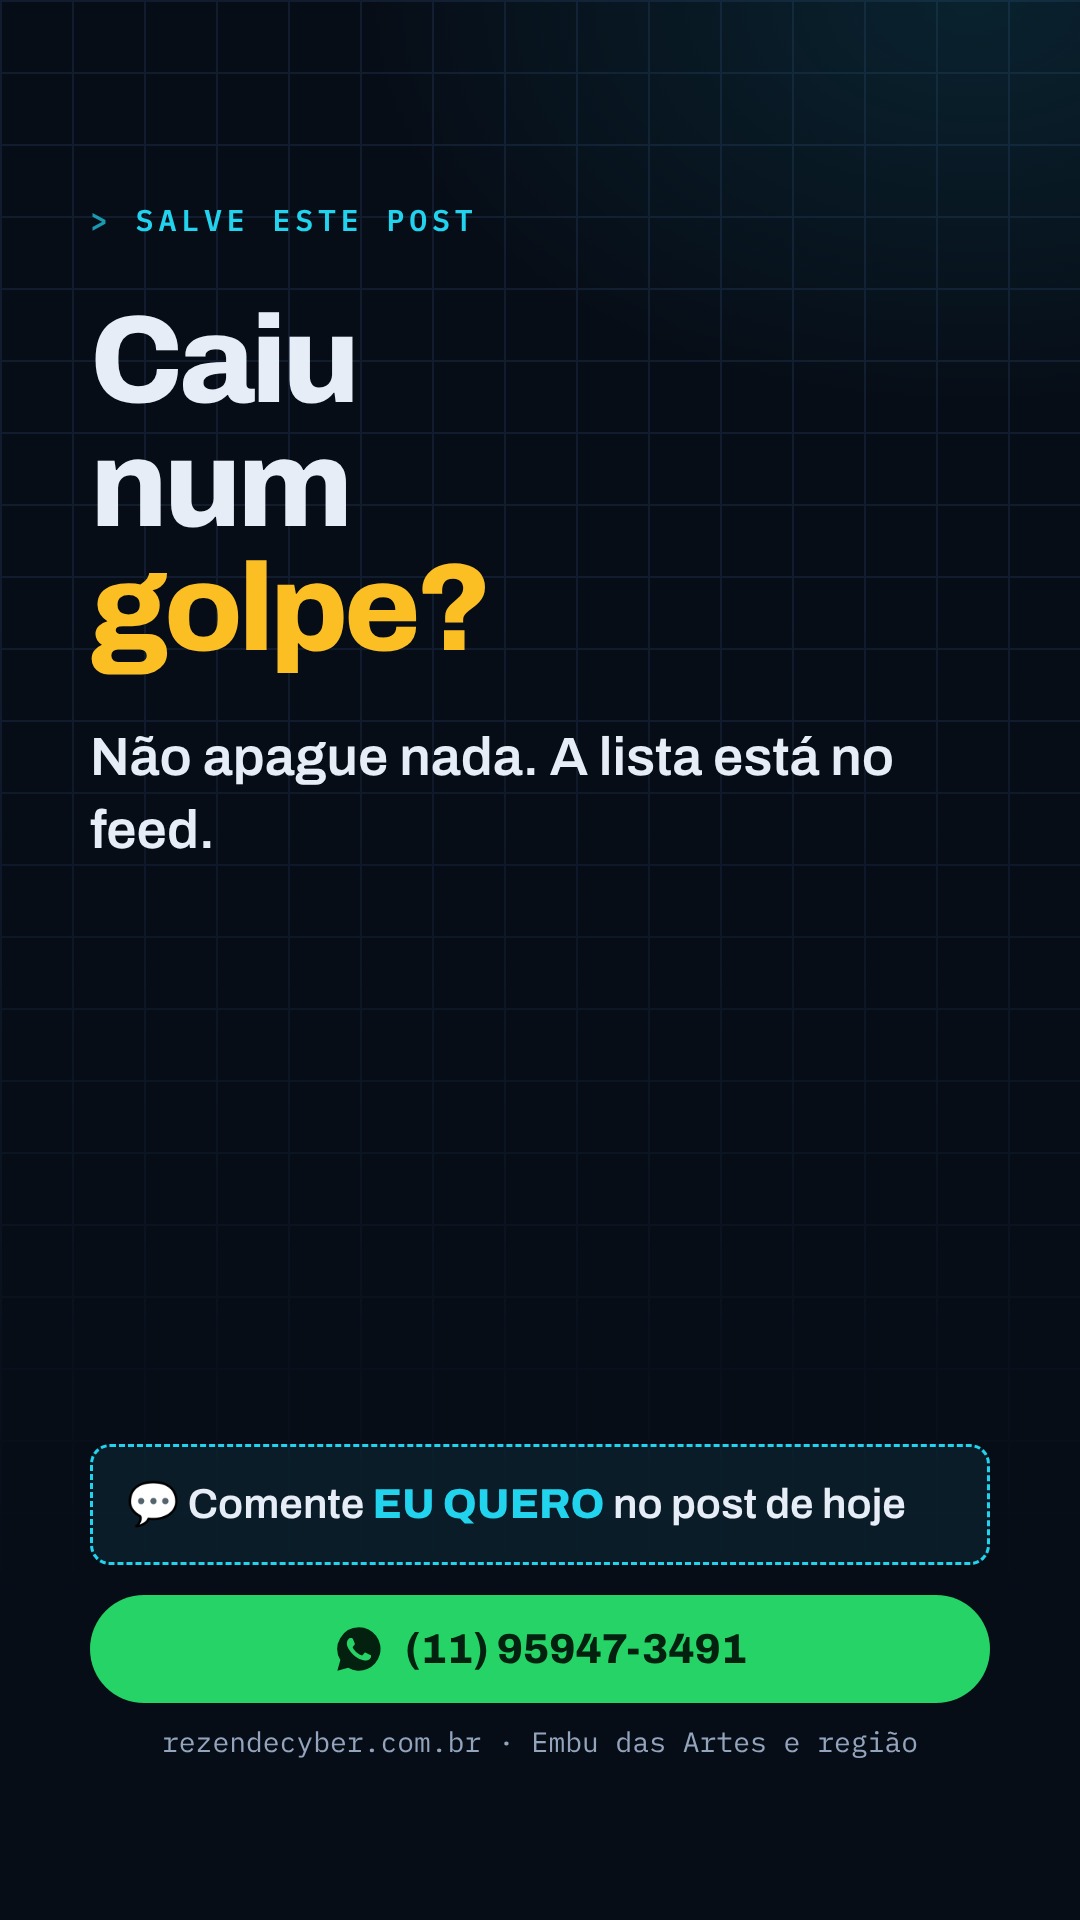 > SALVE ESTE POST
Caiu
num
golpe?
Não apague nada. A lista está no
feed.
💬 Comente EU QUERO no post de hoje
(11) 95947-3491
rezendecyber.com.br · Embu das Artes e região